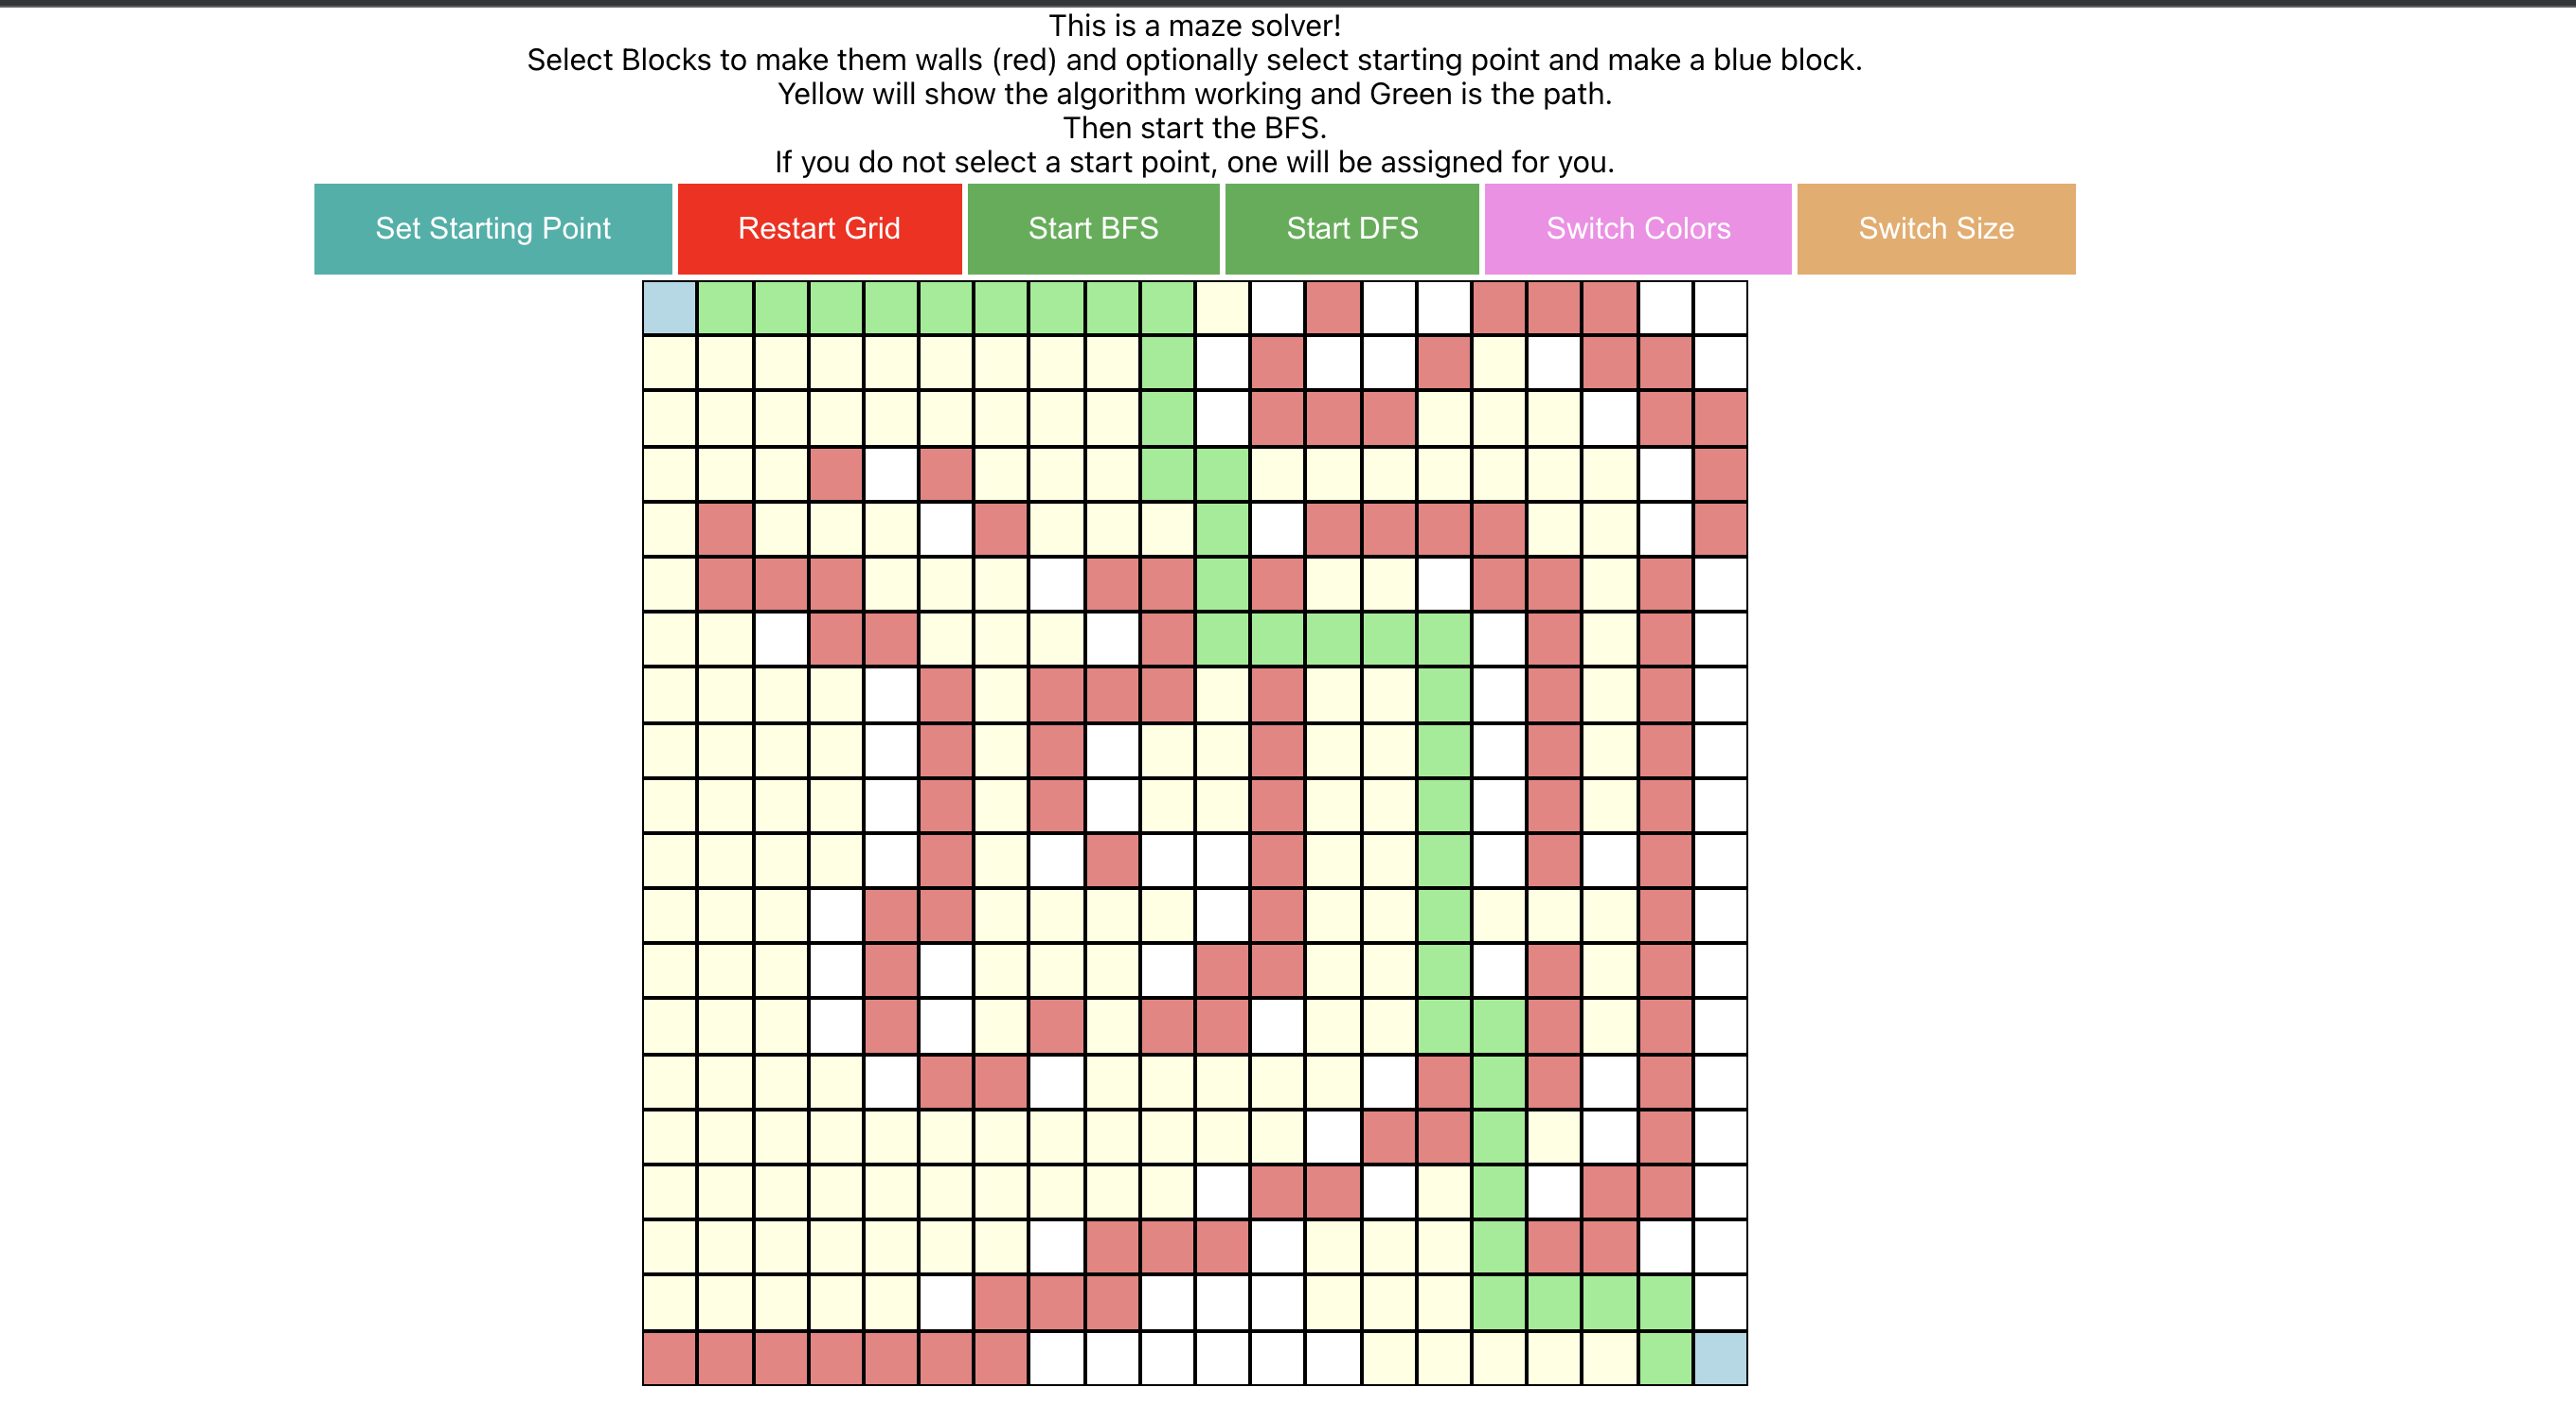 This is a maze solver!
Select Blocks to make them walls (red) and optionally select starting point and make a blue block.
Yellow will show the algorithm working and Green is the path.
Then start the BFS.
If you do not select a start point, one will be assigned for you.
Set Starting Point
Restart Grid
Start BFS
Start DFS
Switch Colors
Switch Size